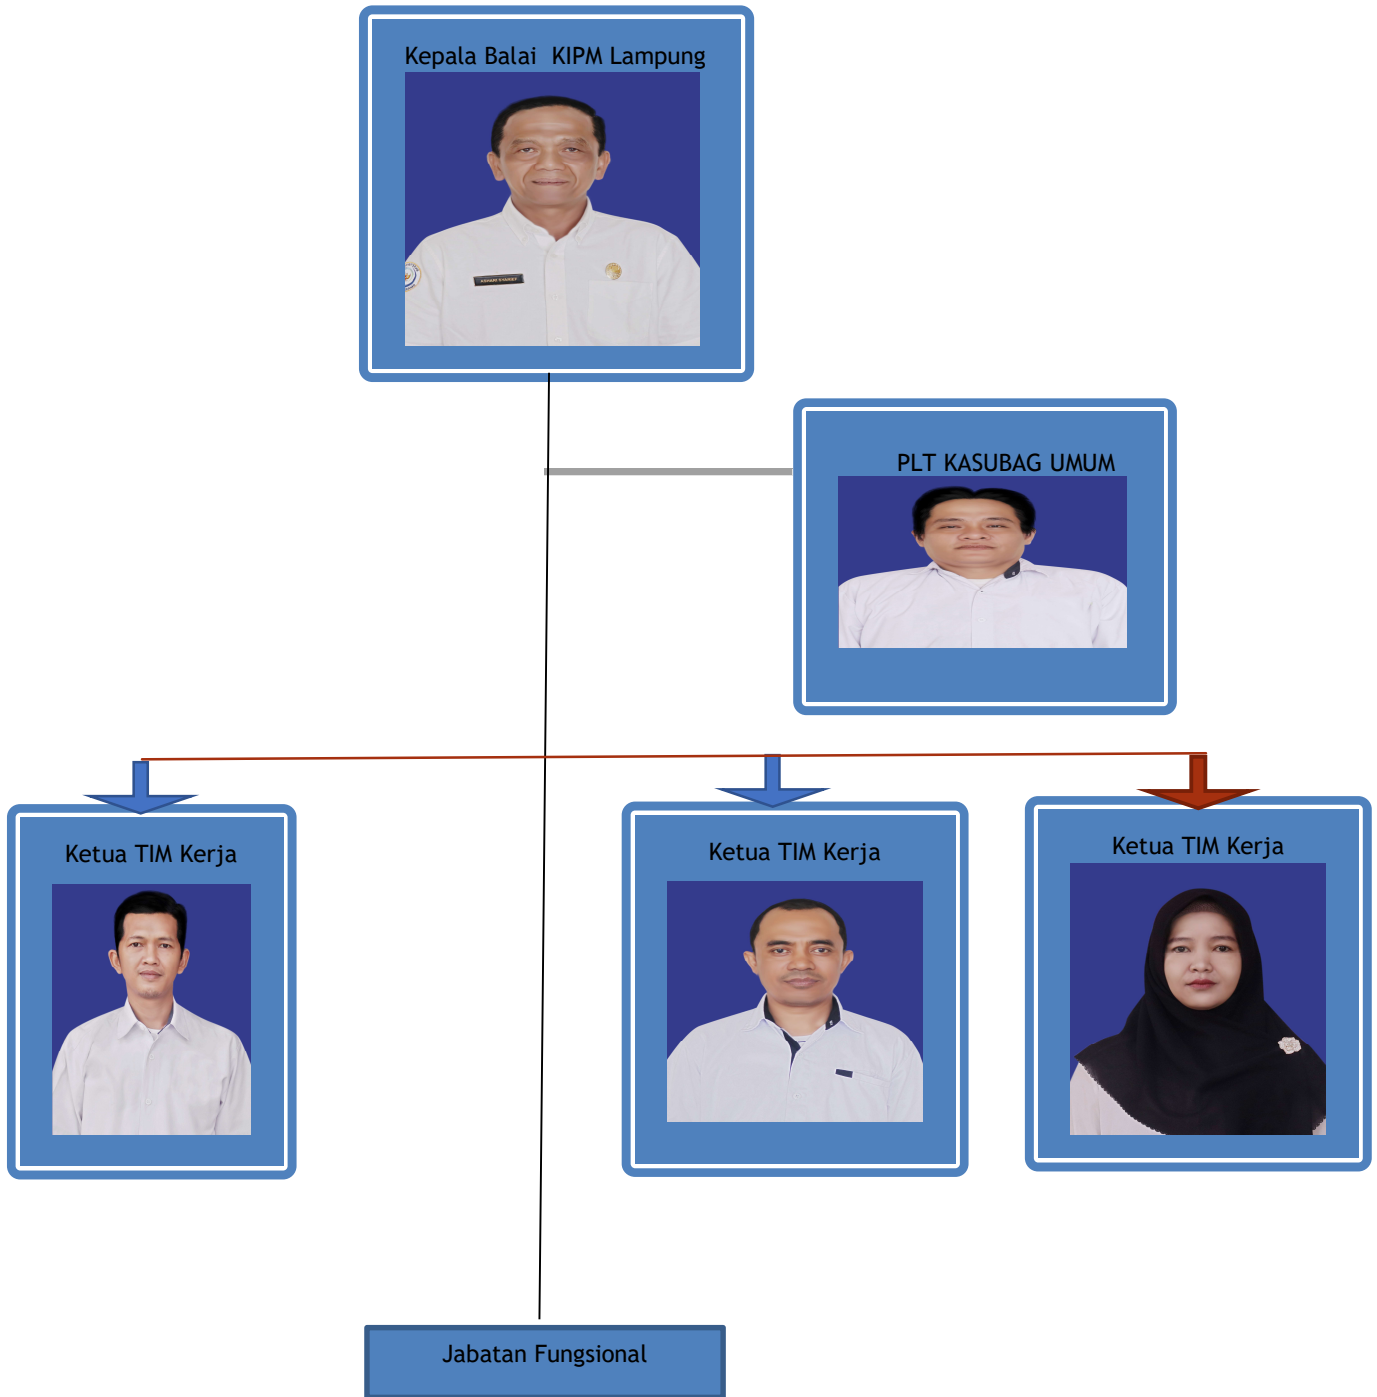 Kepala Balai  KIPM Lampung
PLT KASUBAG UMUM
Ketua TIM Kerja
Ketua TIM Kerja
Ketua TIM Kerja
Jabatan Fungsional